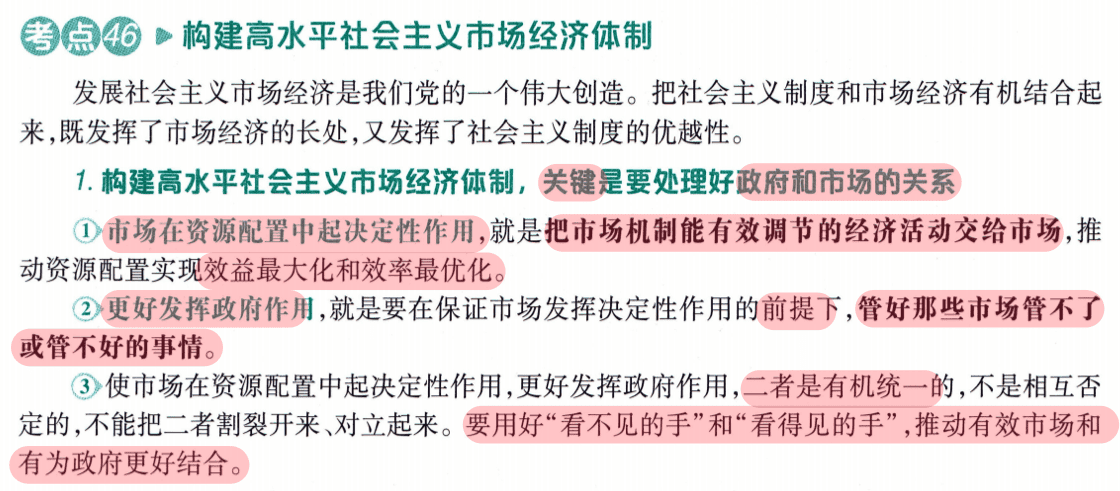 考点46 ▶ 构建高水平社会主义市场经济体制
发展社会主义市场经济是我们党的一个伟大创造。把社会主义制度和市场经济有机结合起
来,既发挥了市场经济的长处,又发挥了社会主义制度的优越性。
1. 构建高水平社会主义市场经济体制，关键是要处理好政府和市场的关系
①市场在资源配置中起决定性作用,就是把市场机制能有效调节的经济活动交给市场,推
动资源配置实现效益最大化和效率最优化。
②更好发挥政府作用,就是要在保证市场发挥决定性作用的前提下,管好那些市场管不了
或管不好的事情。
③使市场在资源配置中起决定性作用,更好发挥政府作用,二者是有机统一的,不是相互否
定的,不能把二者割裂开来、对立起来。要用好“看不见的手”和“看得见的手”,推动有效市场和
有为政府更好结合。